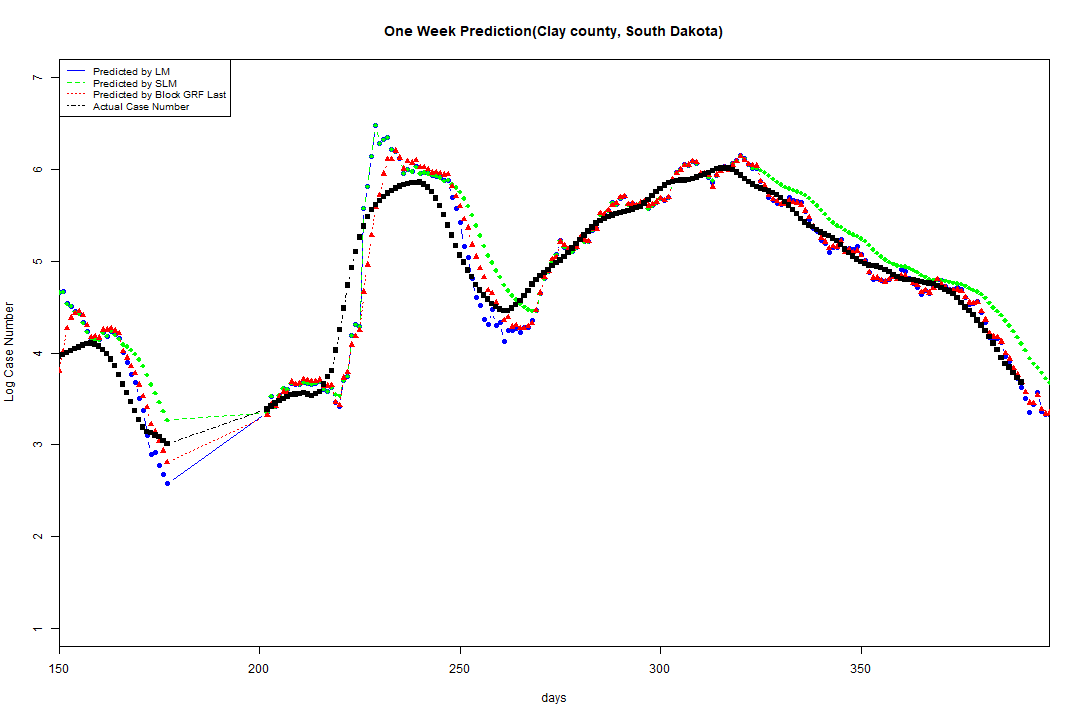 One Week Prediction(Clay county, South Dakota)
Predicted by LM
Predicted by SLM
Predicted by Block GRF Last
Actual Case Number
7
6
5
4
3
2
1
Log Case Number
150 200 250 300 350
days